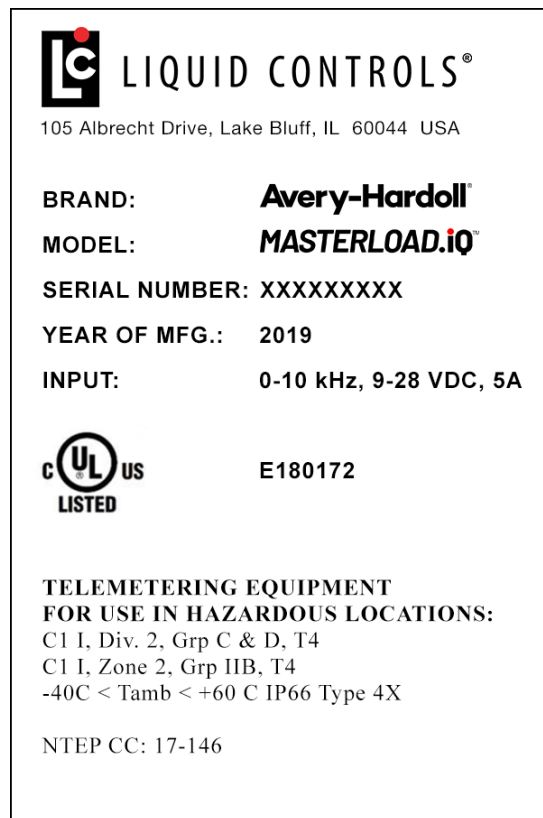 LC LIQUID CONTROLS®
105 Albrecht Drive, Lake Bluff, IL 60044 USA
BRAND: Avery-Hardoll®
MODEL: MASTERLOAD.iQ™
SERIAL NUMBER: XXXXXXXXX
YEAR OF MFG.: 2019
INPUT: 0-10 kHz, 9-28 VDC, 5A
C UL® US E180172
LISTED
TELEMETERING EQUIPMENT
FOR USE IN HAZARDOUS LOCATIONS:
C1 I, Div. 2, Grp C & D, T4
C1 I, Zone 2, Grp IIB, T4
-40C < Tamb < +60 C IP66 Type 4X
NTEP CC: 17-146